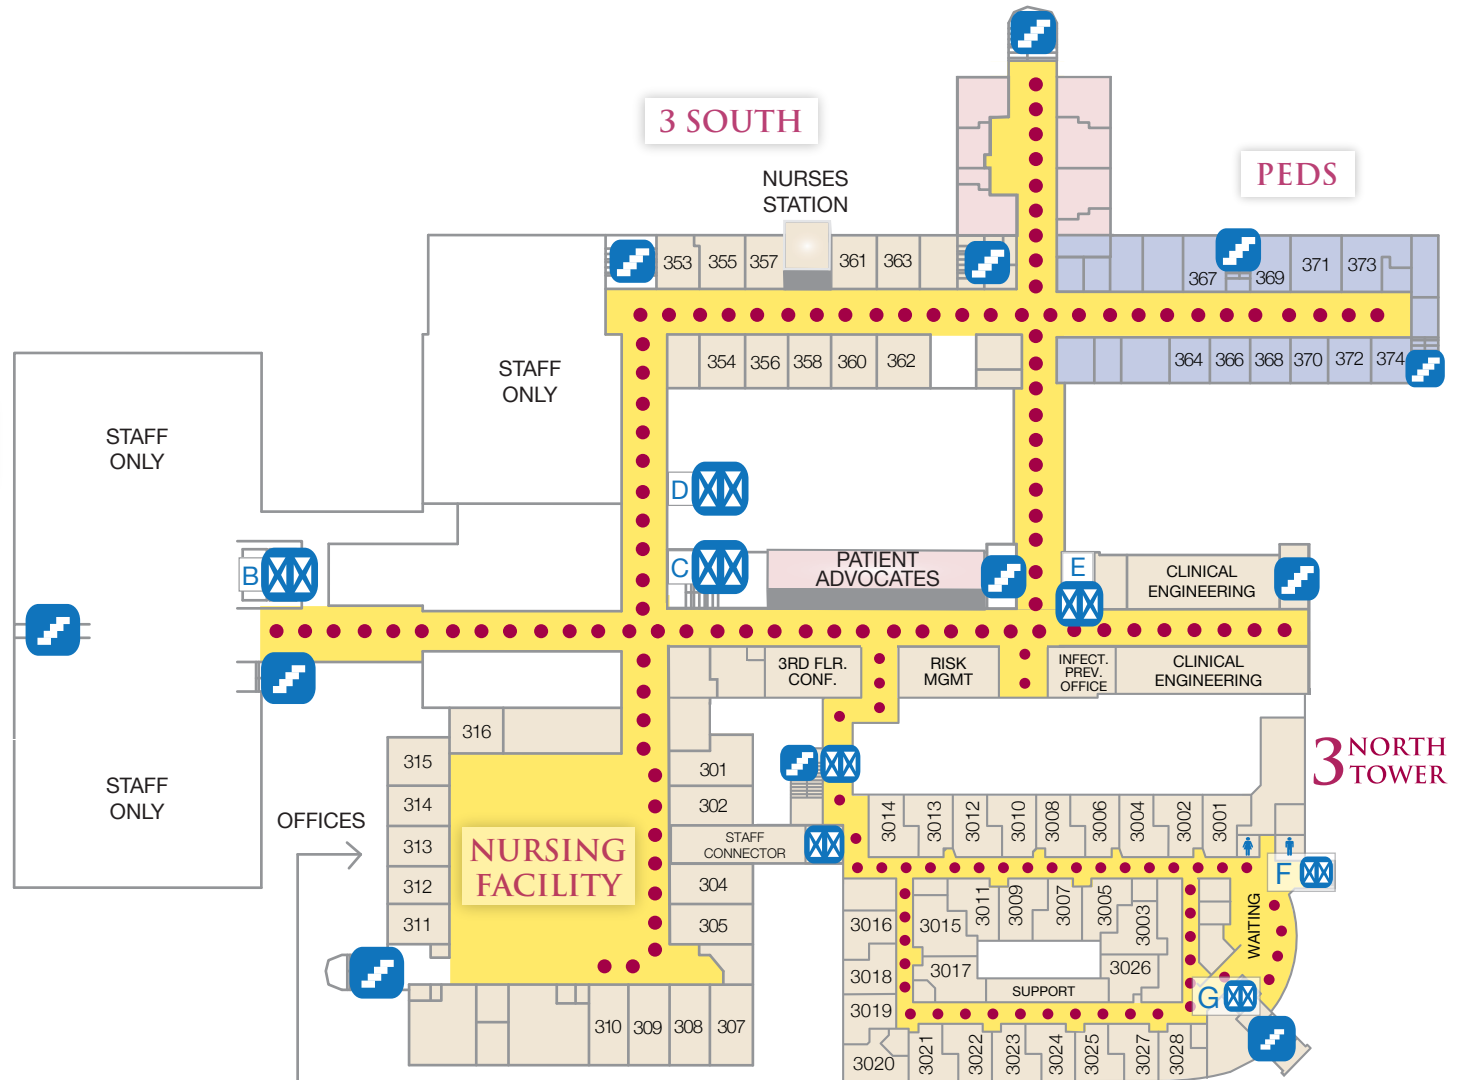 3 SOUTH
PEDS
NURSES
STATION
353
355
357
361
363
367
369
371
373
354
356
358
360
362
364
366
368
370
372
374
STAFF
ONLY
STAFF
ONLY
D
C
B
PATIENT
ADVOCATES
E
CLINICAL
ENGINEERING
3RD FLR.
CONF.
RISK
MGMT
INFECT.
PREV.
OFFICE
CLINICAL
ENGINEERING
3 NORTH
TOWER
316
315
314
313
312
311
301
302
STAFF
CONNECTOR
304
305
STAFF
ONLY
OFFICES
NURSING
FACILITY
310
309
308
307
3014
3013
3012
3010
3008
3006
3004
3002
3001
F
WAITING
3016
3015
3011
3009
3007
3005
3003
3018
3017
3026
SUPPORT
G
3019
3020
3021
3022
3023
3024
3025
3027
3028